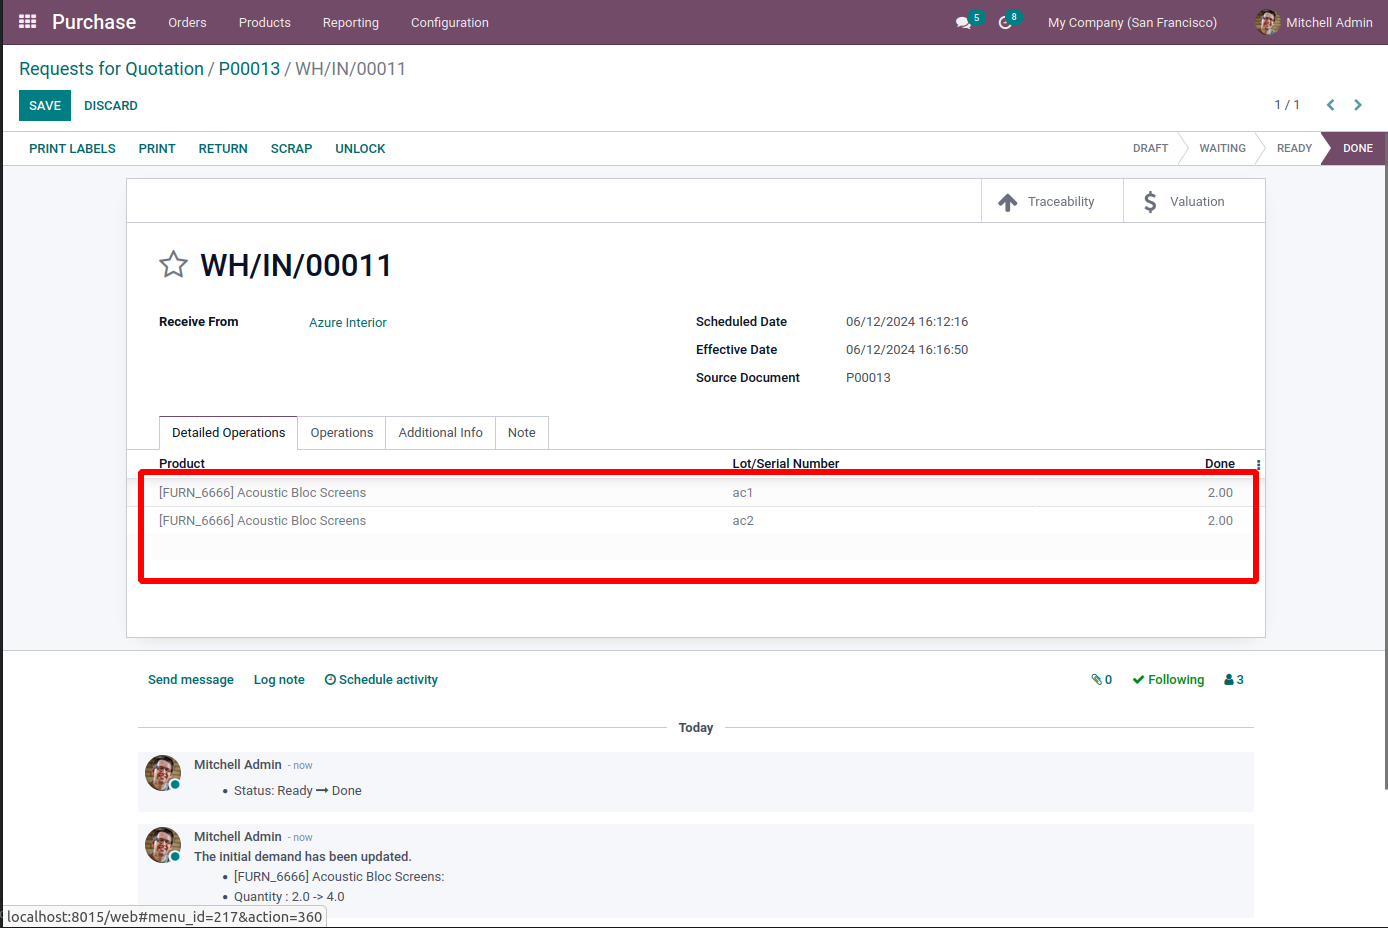 Purchase Orders Products Reporting Configuration 5 8 My Company (San Francisco) Mitchell Admin
Requests for Quotation / P00013 / WH/IN/00011
SAVE DISCARD 1 / 1
PRINT LABELS PRINT RETURN SCRAP UNLOCK DRAFT WAITING READY DONE
Traceability $ Valuation
WH/IN/00011
Receive From Azure Interior Scheduled Date 06/12/2024 16:12:16
Effective Date 06/12/2024 16:16:50
Source Document P00013
Detailed Operations Operations Additional Info Note
Product Lot/Serial Number Done
[FURN_6666] Acoustic Bloc Screens ac1 2.00
[FURN_6666] Acoustic Bloc Screens ac2 2.00
Send message Log note Schedule activity 0 Following 3
Today
Mitchell Admin - now
• Status: Ready → Done
Mitchell Admin - now
The initial demand has been updated.
• [FURN_6666] Acoustic Bloc Screens:
• Quantity : 2.0 -> 4.0
localhost:8015/web#menu_id=217&action=360